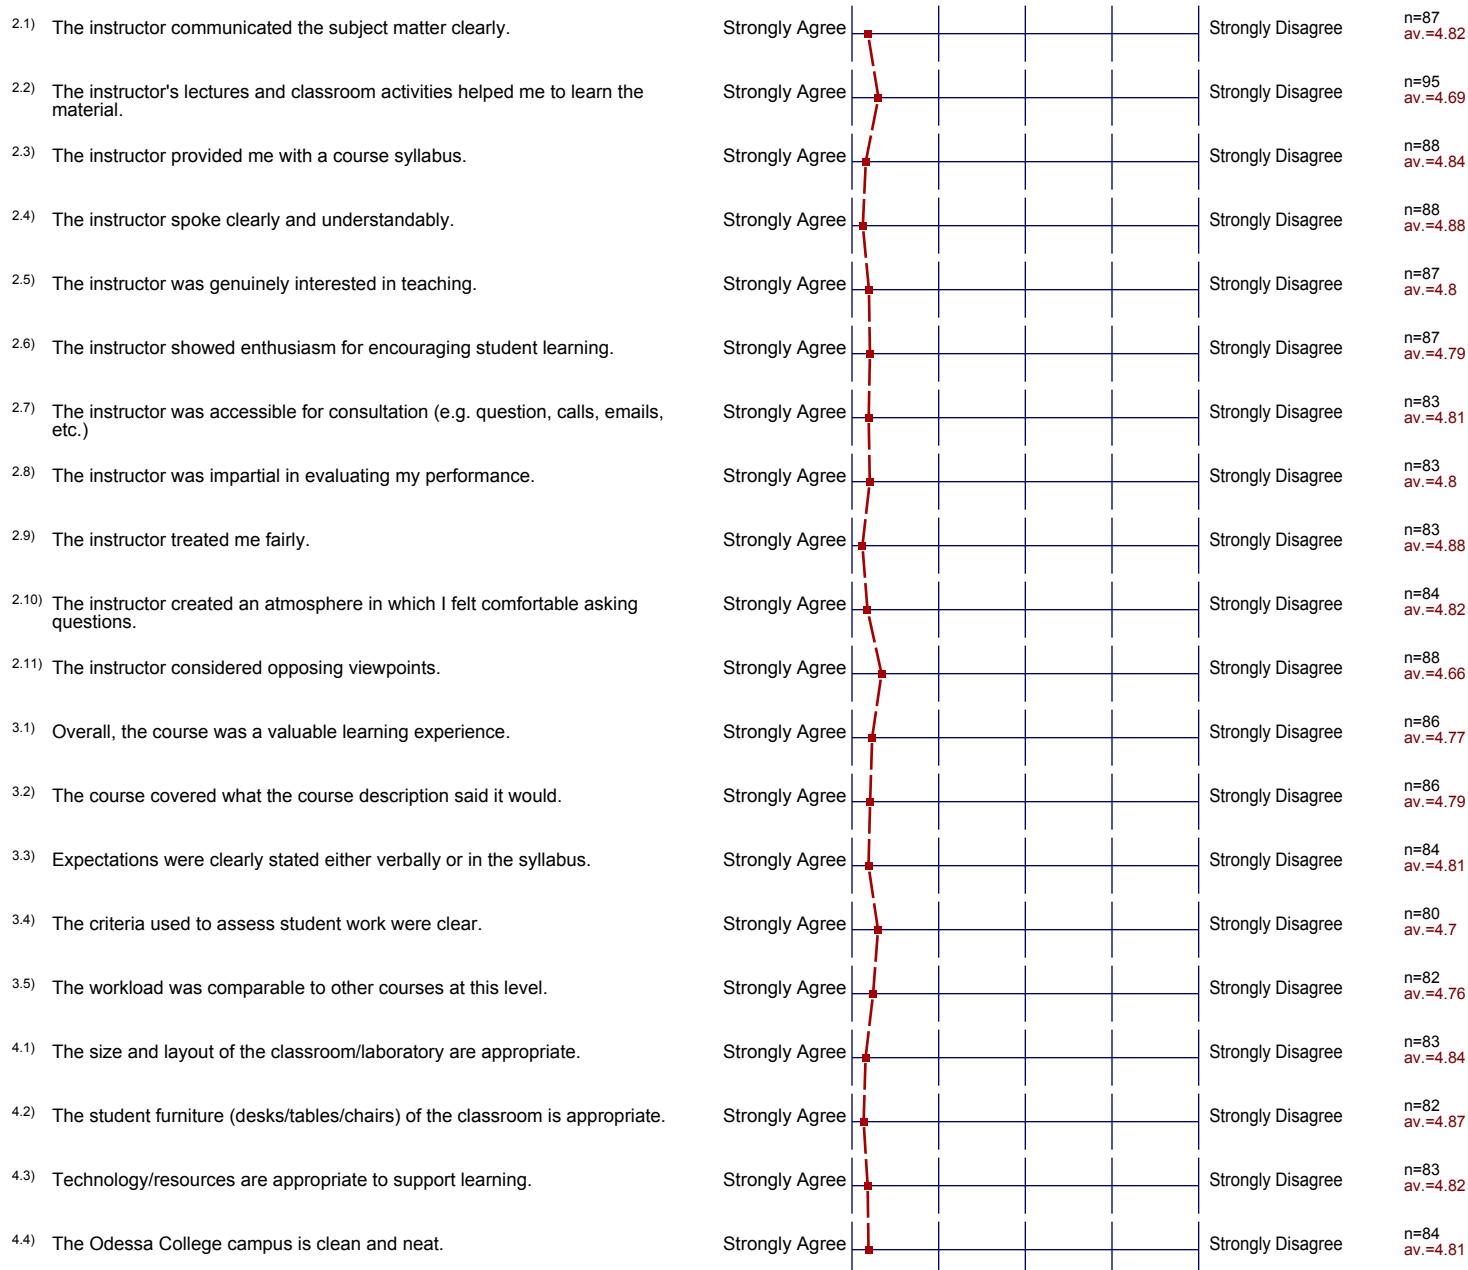 2.1) The instructor communicated the subject matter clearly. Strongly Agree Strongly Disagree n=87
av.=4.82
2.2) The instructor's lectures and classroom activities helped me to learn the Strongly Agree Strongly Disagree n=95
material. av.=4.69
2.3) The instructor provided me with a course syllabus. Strongly Agree Strongly Disagree n=88
av.=4.84
2.4) The instructor spoke clearly and understandably. Strongly Agree Strongly Disagree n=88
av.=4.88
2.5) The instructor was genuinely interested in teaching. Strongly Agree Strongly Disagree n=87
av.=4.8
2.6) The instructor showed enthusiasm for encouraging student learning. Strongly Agree Strongly Disagree n=87
av.=4.79
2.7) The instructor was accessible for consultation (e.g. question, calls, emails, Strongly Agree Strongly Disagree n=83
etc.) av.=4.81
2.8) The instructor was impartial in evaluating my performance. Strongly Agree Strongly Disagree n=83
av.=4.8
2.9) The instructor treated me fairly. Strongly Agree Strongly Disagree n=83
av.=4.88
2.10) The instructor created an atmosphere in which I felt comfortable asking Strongly Agree Strongly Disagree n=84
questions. av.=4.82
2.11) The instructor considered opposing viewpoints. Strongly Agree Strongly Disagree n=88
av.=4.66
3.1) Overall, the course was a valuable learning experience. Strongly Agree Strongly Disagree n=86
av.=4.77
3.2) The course covered what the course description said it would. Strongly Agree Strongly Disagree n=86
av.=4.79
3.3) Expectations were clearly stated either verbally or in the syllabus. Strongly Agree Strongly Disagree n=84
av.=4.81
3.4) The criteria used to assess student work were clear. Strongly Agree Strongly Disagree n=80
av.=4.7
3.5) The workload was comparable to other courses at this level. Strongly Agree Strongly Disagree n=82
av.=4.76
4.1) The size and layout of the classroom/laboratory are appropriate. Strongly Agree Strongly Disagree n=83
av.=4.84
4.2) The student furniture (desks/tables/chairs) of the classroom is appropriate. Strongly Agree Strongly Disagree n=82
av.=4.87
4.3) Technology/resources are appropriate to support learning. Strongly Agree Strongly Disagree n=83
av.=4.82
4.4) The Odessa College campus is clean and neat. Strongly Agree Strongly Disagree n=84
av.=4.81